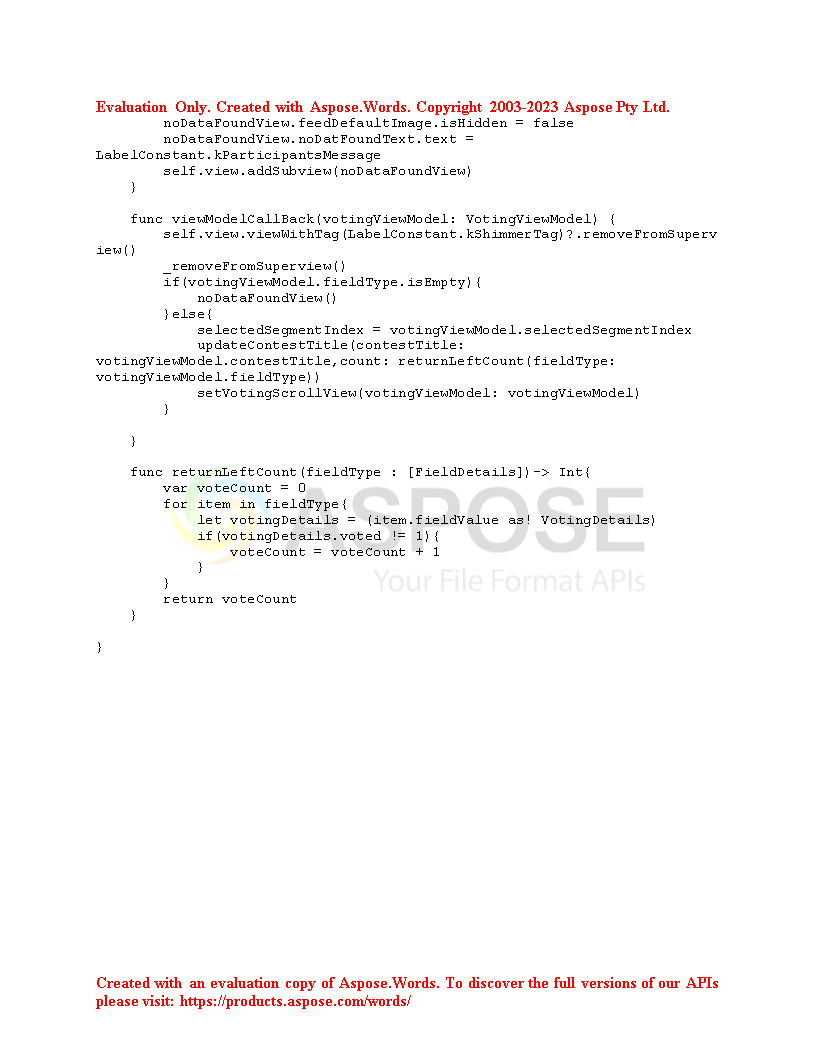 Evaluation Only. Created with Aspose.Words. Copyright 2003-2023 Aspose Pty Ltd.
noDataFoundView.feedDefaultImage.isHidden = false
noDataFoundView.noDatFoundText.text =
LabelConstant.kParticipantsMessage
self.view.addSubview(noDataFoundView)
}
func viewModelCallBack(votingViewModel: VotingViewModel) {
self.view.viewWithTag(LabelConstant.kShimmerTag)?.removeFromSuperv
iew()
_removeFromSuperview()
if(votingViewModel.fieldType.isEmpty){
noDataFoundView()
}else{
selectedSegmentIndex = votingViewModel.selectedSegmentIndex
updateContestTitle(contestTitle:
votingViewModel.contestTitle,count: returnLeftCount(fieldType:
votingViewModel.fieldType))
setVotingScrollView(votingViewModel: votingViewModel)
}
}
func returnLeftCount(fieldType : [FieldDetails])-> Int{
var voteCount = 0
for item in fieldType{
let votingDetails = (item.fieldValue as! VotingDetails)
if(votingDetails.voted != 1){
voteCount = voteCount + 1
}
}
return voteCount
}
}
ASPOSE
Your File Format APIs
Created with an evaluation copy of Aspose.Words. To discover the full versions of our APIs
please visit: https://products.aspose.com/words/